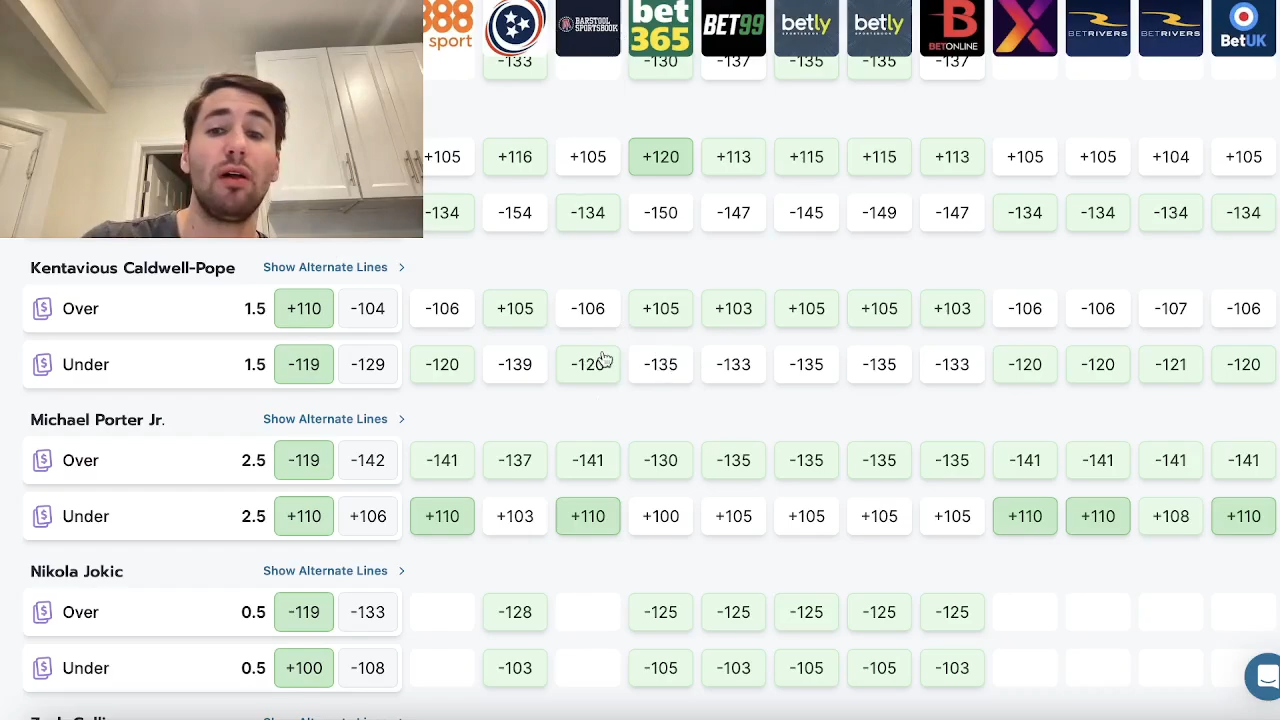 888 sport BARSTOOL SPORTSBOOK bet 365 BET99 betly SPORTSBOOK betly SPORTSBOOK B BETONLINE X BETRIVERS BETRIVERS BetUK
-133 -130 -137 -135 -135 -137
+105 +116 +105 +120 +113 +115 +115 +113 +105 +105 +104 +105
-134 -154 -134 -150 -147 -145 -149 -147 -134 -134 -134 -134
Kentavious Caldwell-Pope Show Alternate Lines >
$ Over 1.5 +110 -104 -106 +105 -106 +105 +103 +105 +105 +103 -106 -106 -107 -106
$ Under 1.5 -119 -129 -120 -139 -120 -135 -133 -135 -135 -133 -120 -120 -121 -120
Michael Porter Jr. Show Alternate Lines >
$ Over 2.5 -119 -142 -141 -137 -141 -130 -135 -135 -135 -135 -141 -141 -141 -141
$ Under 2.5 +110 +106 +110 +103 +110 +100 +105 +105 +105 +105 +110 +110 +108 +110
Nikola Jokic Show Alternate Lines >
$ Over 0.5 -119 -133 -128 -125 -125 -125 -125 -125
$ Under 0.5 +100 -108 -103 -105 -103 -105 -105 -103